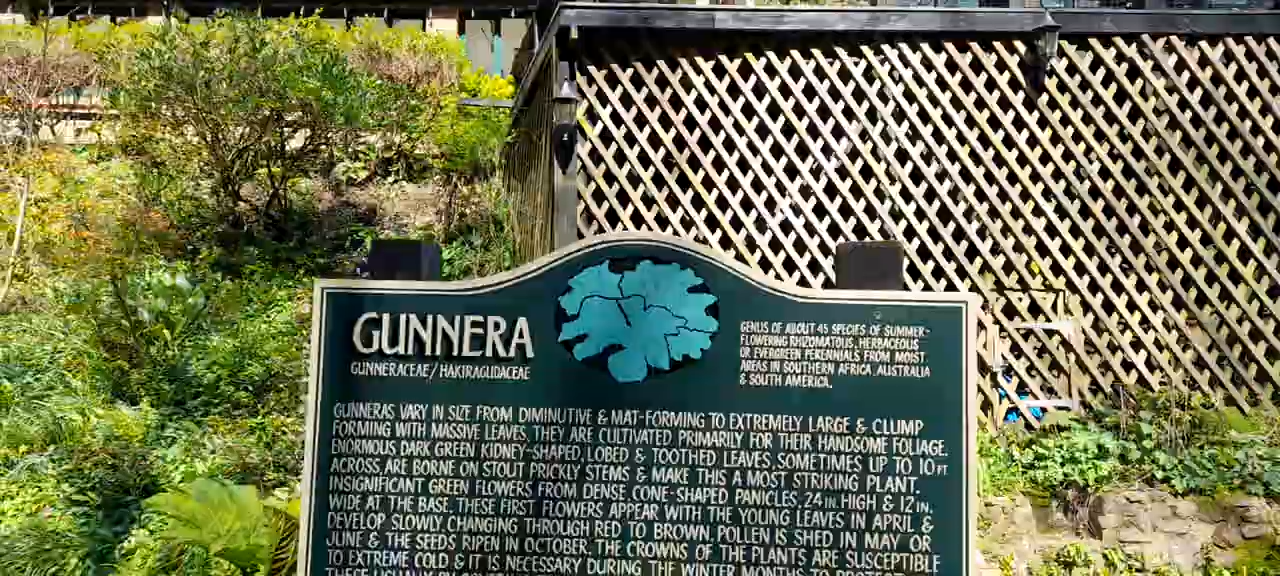 GUNNERA
GUNNERACEAE/HAKIRAGUDACEAE
GENUS OF ABOUT 45 SPECIES OF SUMMER-
FLOWERING RHIZOMATOUS, HERBACEOUS
OR EVERGREEN PERENNIALS FROM MOIST
AREAS IN SOUTHERN AFRICA, AUSTRALIA
& SOUTH AMERICA.
GUNNERAS VARY IN SIZE FROM DIMINUTIVE & MAT-FORMING TO EXTREMELY LARGE & CLUMP
FORMING WITH MASSIVE LEAVES. THEY ARE CULTIVATED PRIMARILY FOR THEIR HANDSOME FOLIAGE.
ENORMOUS DARK GREEN KIDNEY-SHAPED, LOBED & TOOTHED LEAVES, SOMETIMES UP TO 10 FT
ACROSS, ARE BORNE ON STOUT PRICKLY STEMS & MAKE THIS A MOST STRIKING PLANT.
INSIGNIFICANT GREEN FLOWERS FROM DENSE, CONE-SHAPED PANICLES, 24 IN. HIGH & 12 IN.
WIDE AT THE BASE. THESE FIRST FLOWERS APPEAR WITH THE YOUNG LEAVES IN APRIL &
DEVELOP SLOWLY, CHANGING THROUGH RED TO BROWN. POLLEN IS SHED IN MAY OR
JUNE & THE SEEDS RIPEN IN OCTOBER. THE CROWNS OF THE PLANTS ARE SUSCEPTIBLE
TO EXTREME COLD & IT IS NECESSARY DURING THE WINTER MONTHS TO PROTECT
THESE USUALLY BY